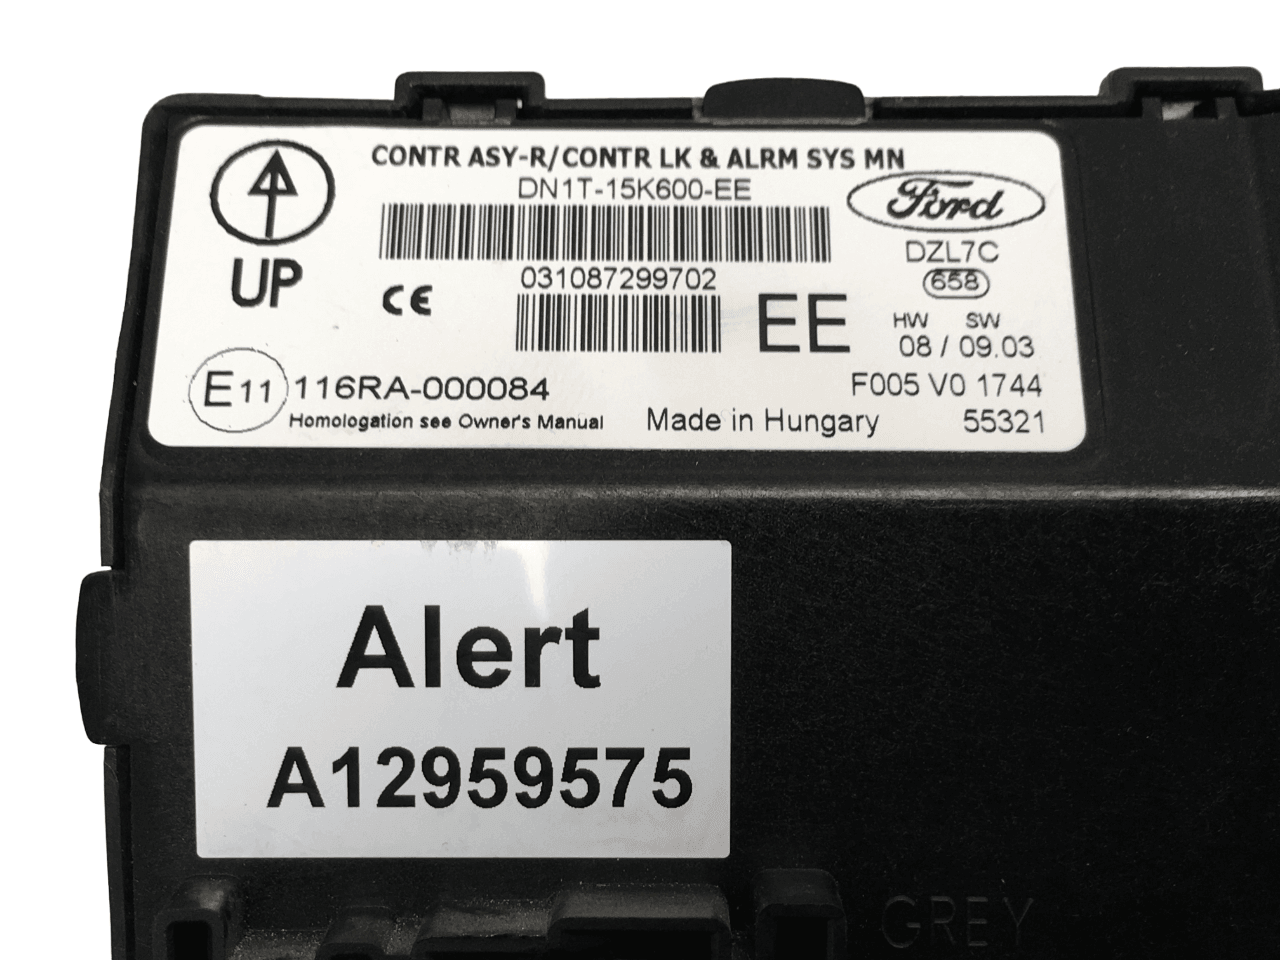 CONTR ASY-R/CONTR LK & ALRM SYS MN
DN1T-15K600-EE
Ford
DZL7C
658
UP
CE
031087299702
EE
HW SW
08 / 09.03
E11 116RA-000084
F005 V0 1744
Homologation see Owner's Manual
Made in Hungary
55321
Alert
A12959575
GREY